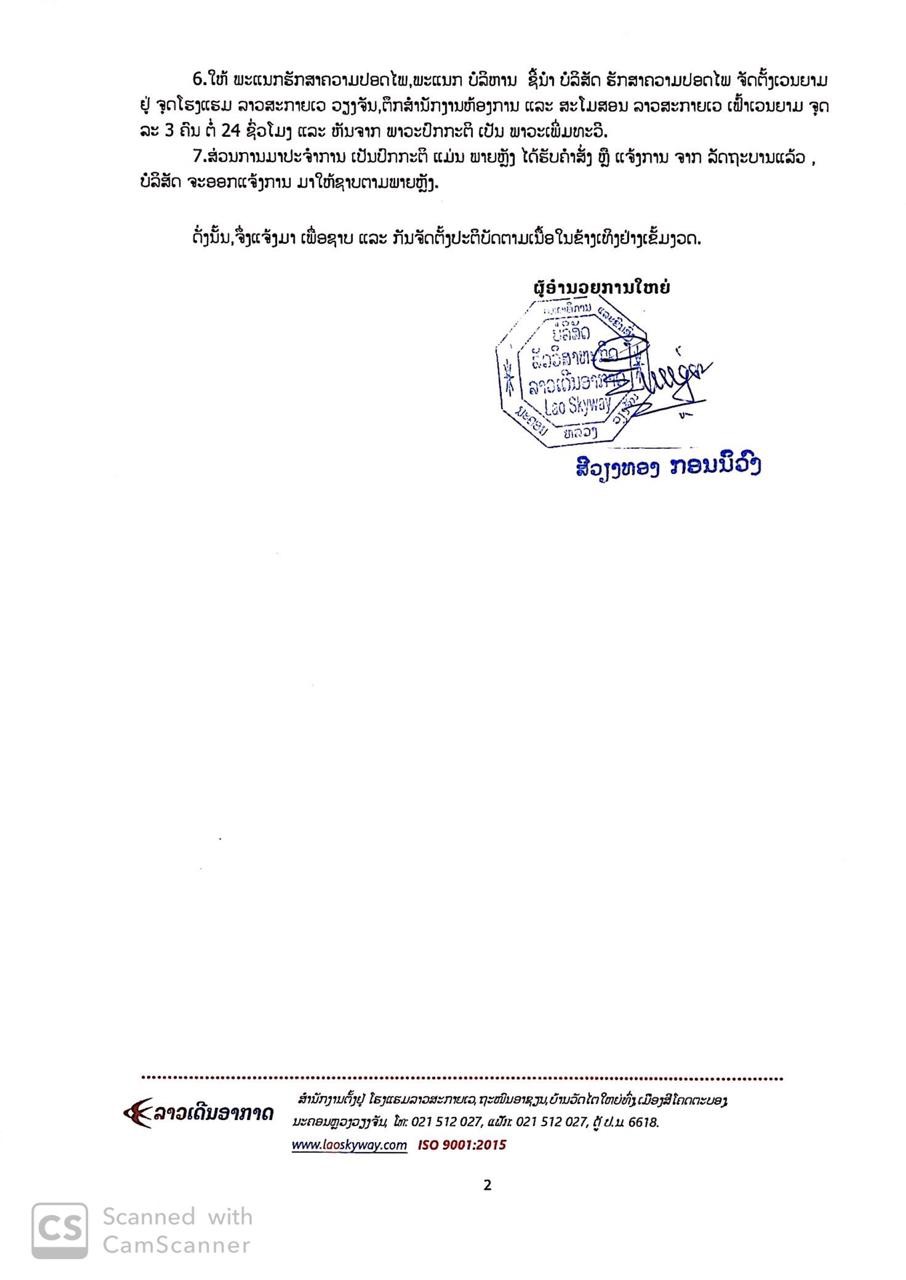 6.ໃຫ້ ພະແນກຮັກສາຄວາມປອດໄພ,ພະແນກ ບໍລິຫານ ຊີ້ນຳ ບໍລິສັດ ຮັກສາຄວາມປອດໄພ ຈັດຕັ້ງເວນຍາມ
ຢູ່ ຈຸດໂຮງແຮມ ລາວສະກາຍເວ ວຽງຈັນ,ຕຶກສຳນັກງານຫ້ອງການ ແລະ ສະໂມສອນ ລາວສະກາຍເວ ເຝົ້າເວນຍາມ ຈຸດ
ລະ 3 ຄົນ ຕໍ່ 24 ຊົ່ວໂມງ ແລະ ຫັນຈາກ ພາວະປົກກະຕິ ເປັນ ພາວະເພີ່ມທະວີ.
7.ສ່ວນການມາປະຈຳການ ເປັນປົກກະຕິ ແມ່ນ ພາຍຫຼັງ ໄດ້ຮັບຄຳສັ່ງ ຫຼື ແຈ້ງການ ຈາກ ລັດຖະບານແລ້ວ ,
ບໍລິສັດ ຈະອອກແຈ້ງການ ມາໃຫ້ຊາບຕາມພາຍຫຼັງ.
ດັ່ງນັ້ນ,ຈຶ່ງແຈ້ງມາ ເພື່ອຊາບ ແລະ ກັນຈັດຕັ້ງປະຕິບັດຕາມເນື້ອໃນຂ້າງເທິງຢ່າງເຂັ້ມງວດ.
ຜູ້ອຳນວຍການໃຫຍ່
ບໍລິສັດ
ລາວເດີນອາກາດ
Lao Skyway
ນະຄອນ ຫລວງ ວຽງຈັນ
ສີວຽງທອງ ກອນນິວົງ
ລາວເດີນອາກາດ
ສຳນັກງານຕັ້ງຢູ່ ໂຮງແຮມລາວສະກາຍເວ, ຖະໜົນອາຊຽນ,ບ້ານວັດໄຕໃຫຍ່ທົ່ງ,ເມືອງສີໂຄດຕະບອງ
ນະຄອນຫຼວງວຽງຈັນ, ໂທ: 021 512 027, ແຟັກ: 021 512 027, ຕູ້ ປ.ນ 6618.
www.laoskyway.com ISO 9001:2015
2
CS Scanned with
CamScanner